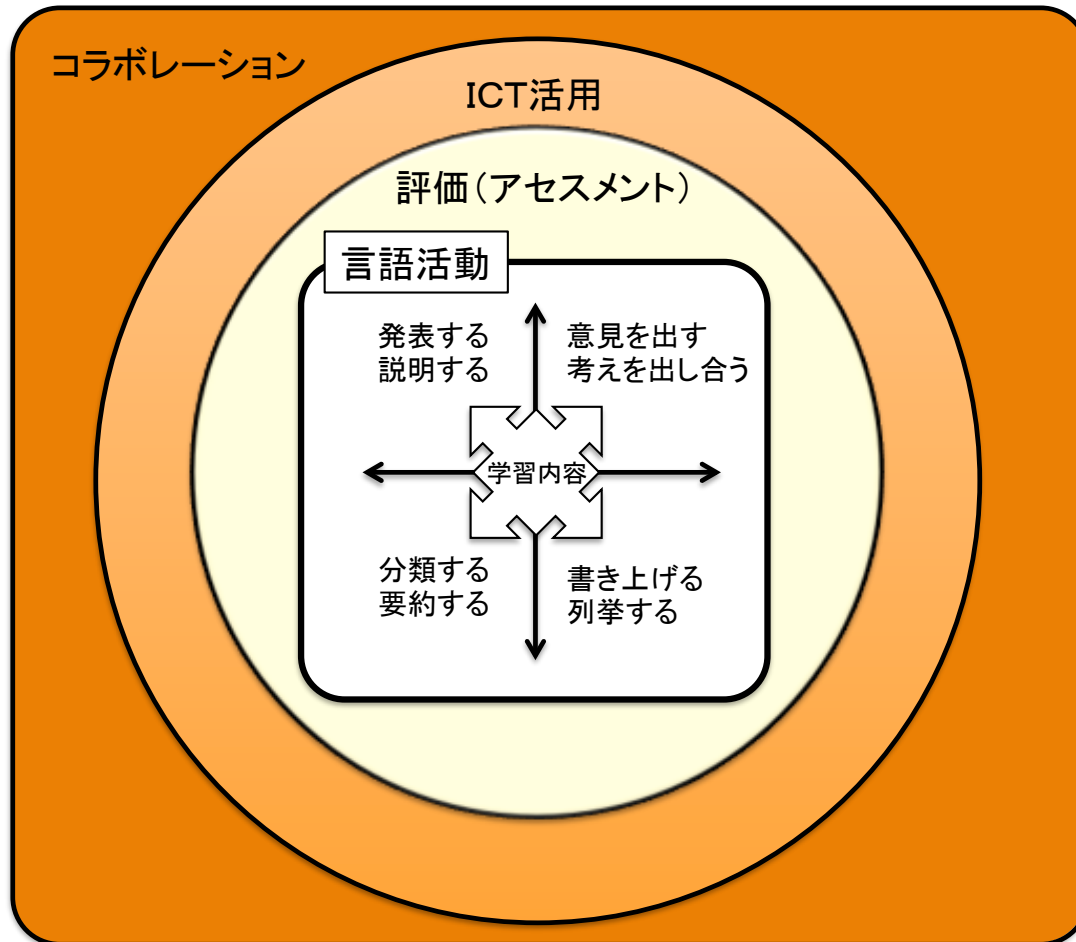 コラボレーション
ICT活用
評価(アセスメント)
言語活動
発表する
説明する
意見を出す
考えを出し合う
学習内容
分類する
要約する
書き上げる
列挙する